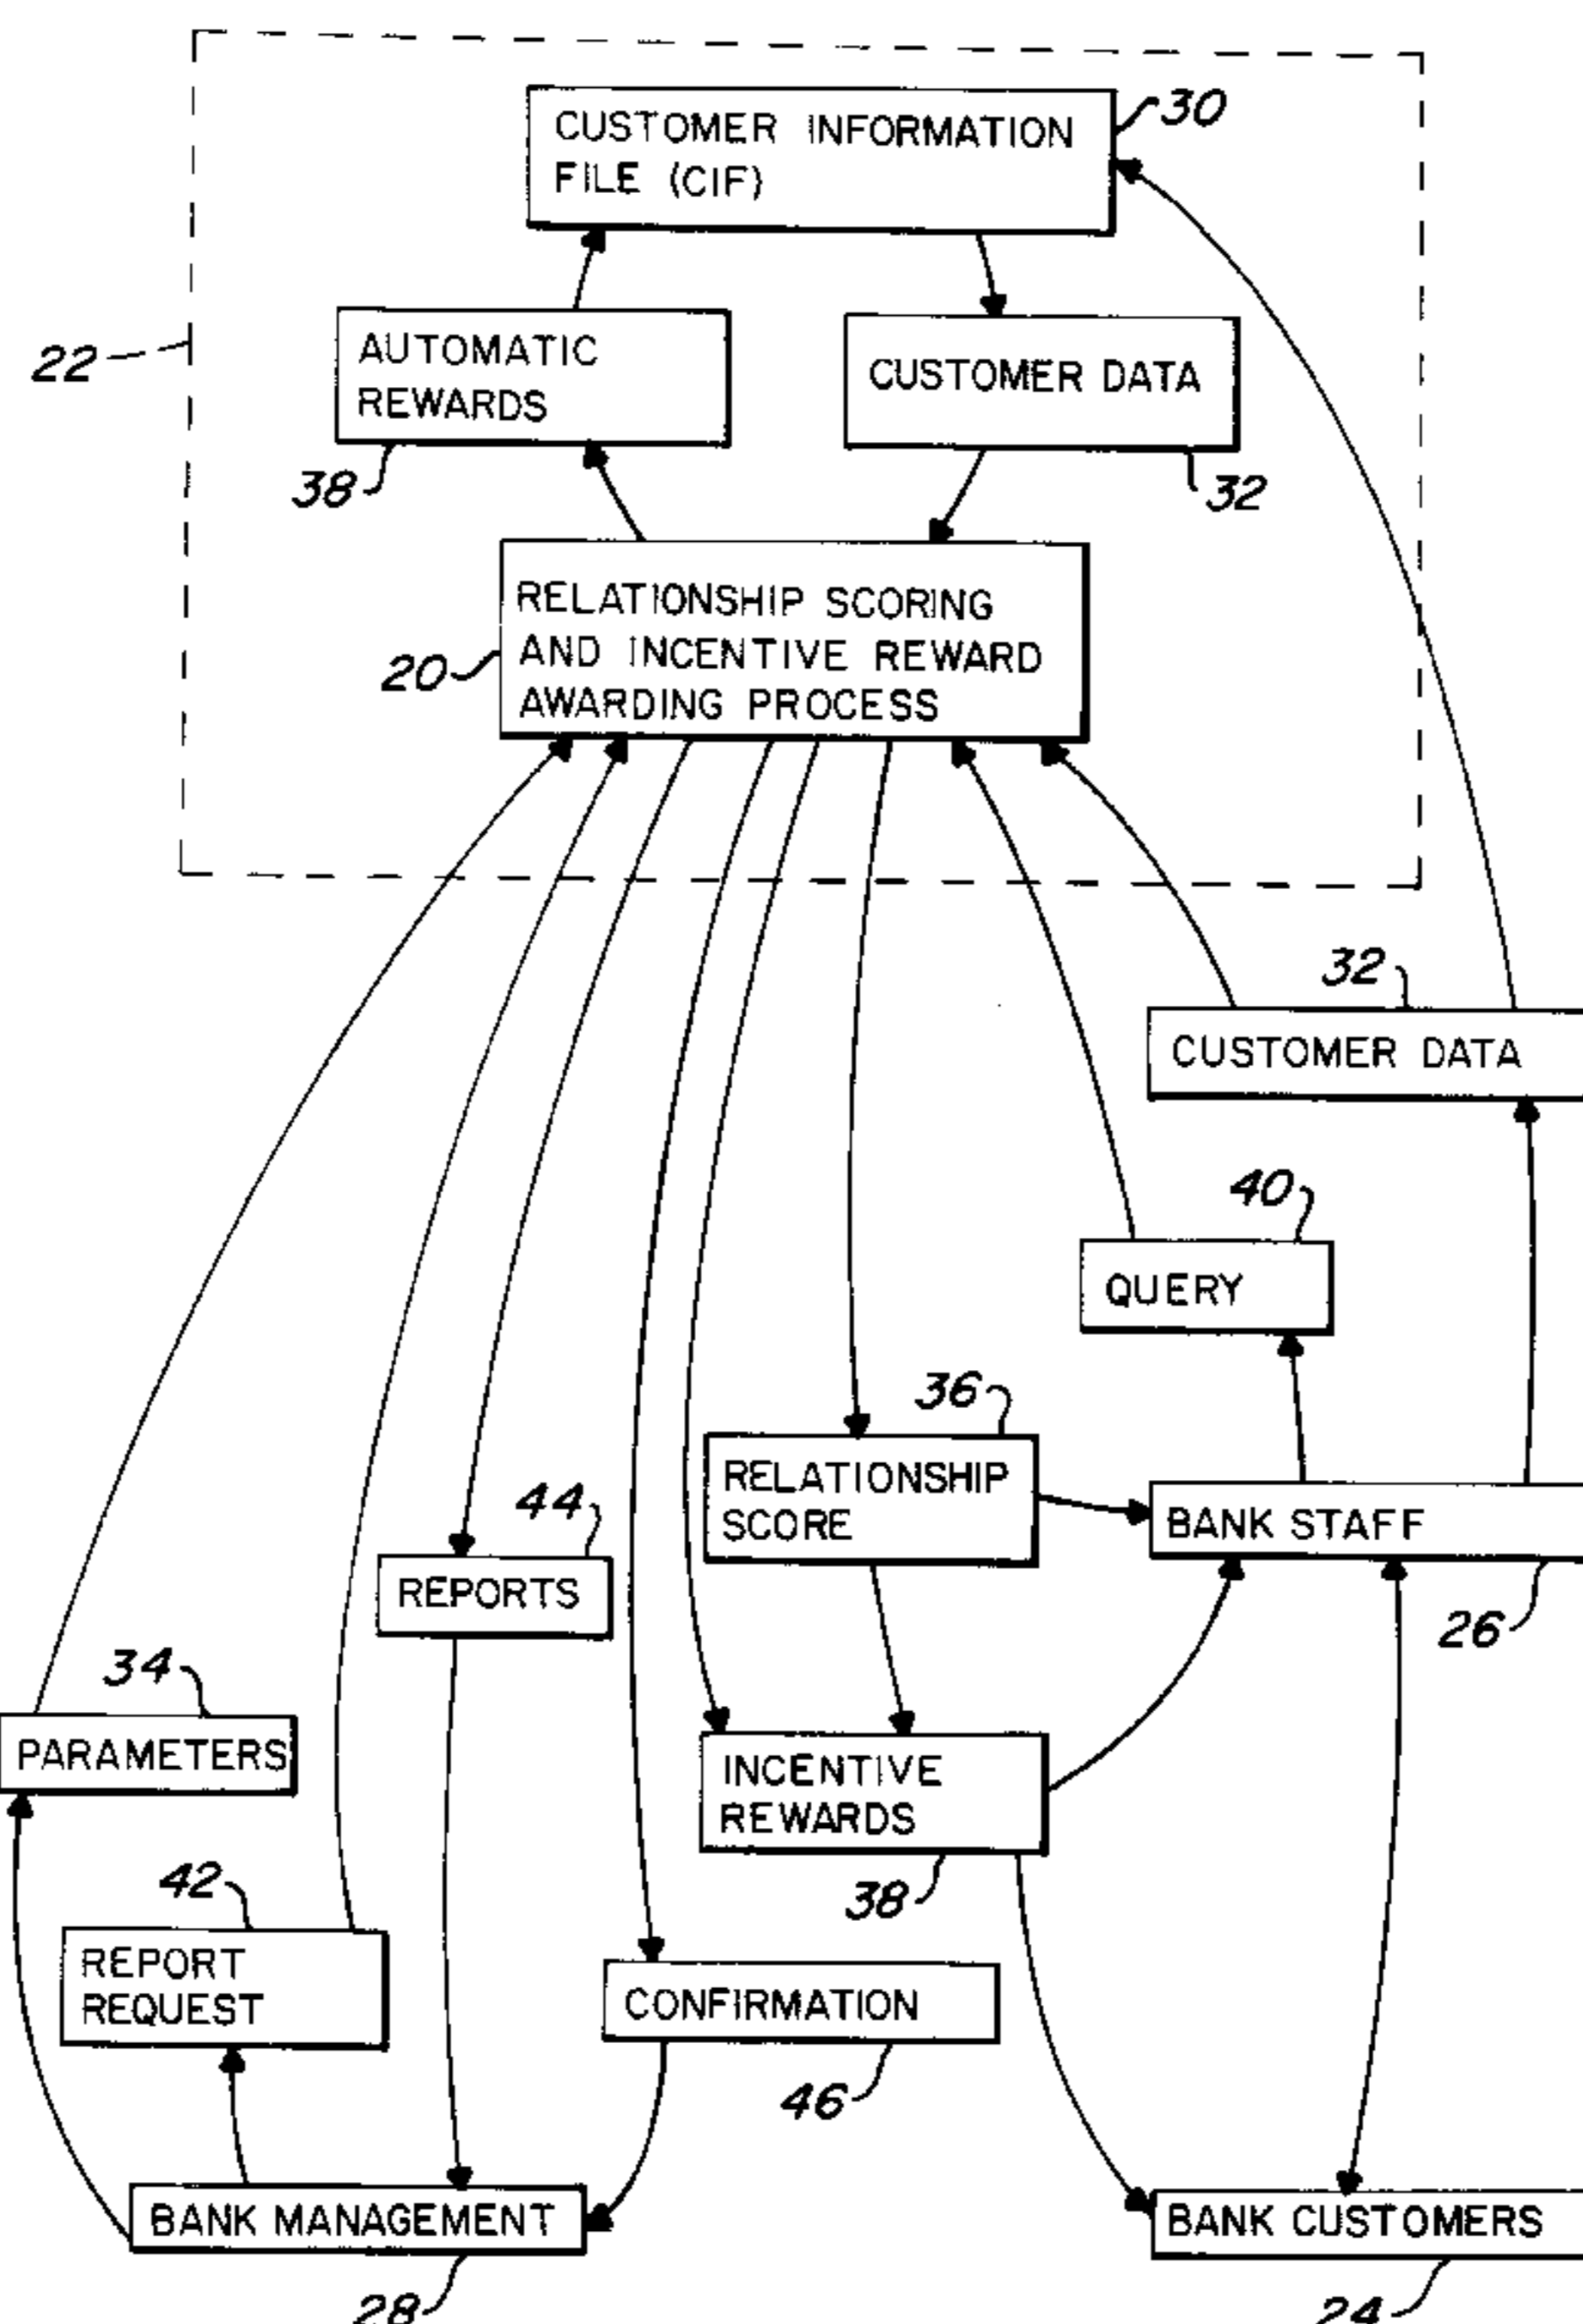 CUSTOMER INFORMATION
FILE (CIF)
30
AUTOMATIC
REWARDS
CUSTOMER DATA
22
38
32
RELATIONSHIP SCORING
AND INCENTIVE REWARD
AWARDING PROCESS
20
32
CUSTOMER DATA
40
QUERY
36
RELATIONSHIP
SCORE
BANK STAFF
26
44
REPORTS
34
PARAMETERS
INCENTIVE
REWARDS
38
42
REPORT
REQUEST
CONFIRMATION
46
BANK MANAGEMENT
28
BANK CUSTOMERS
24